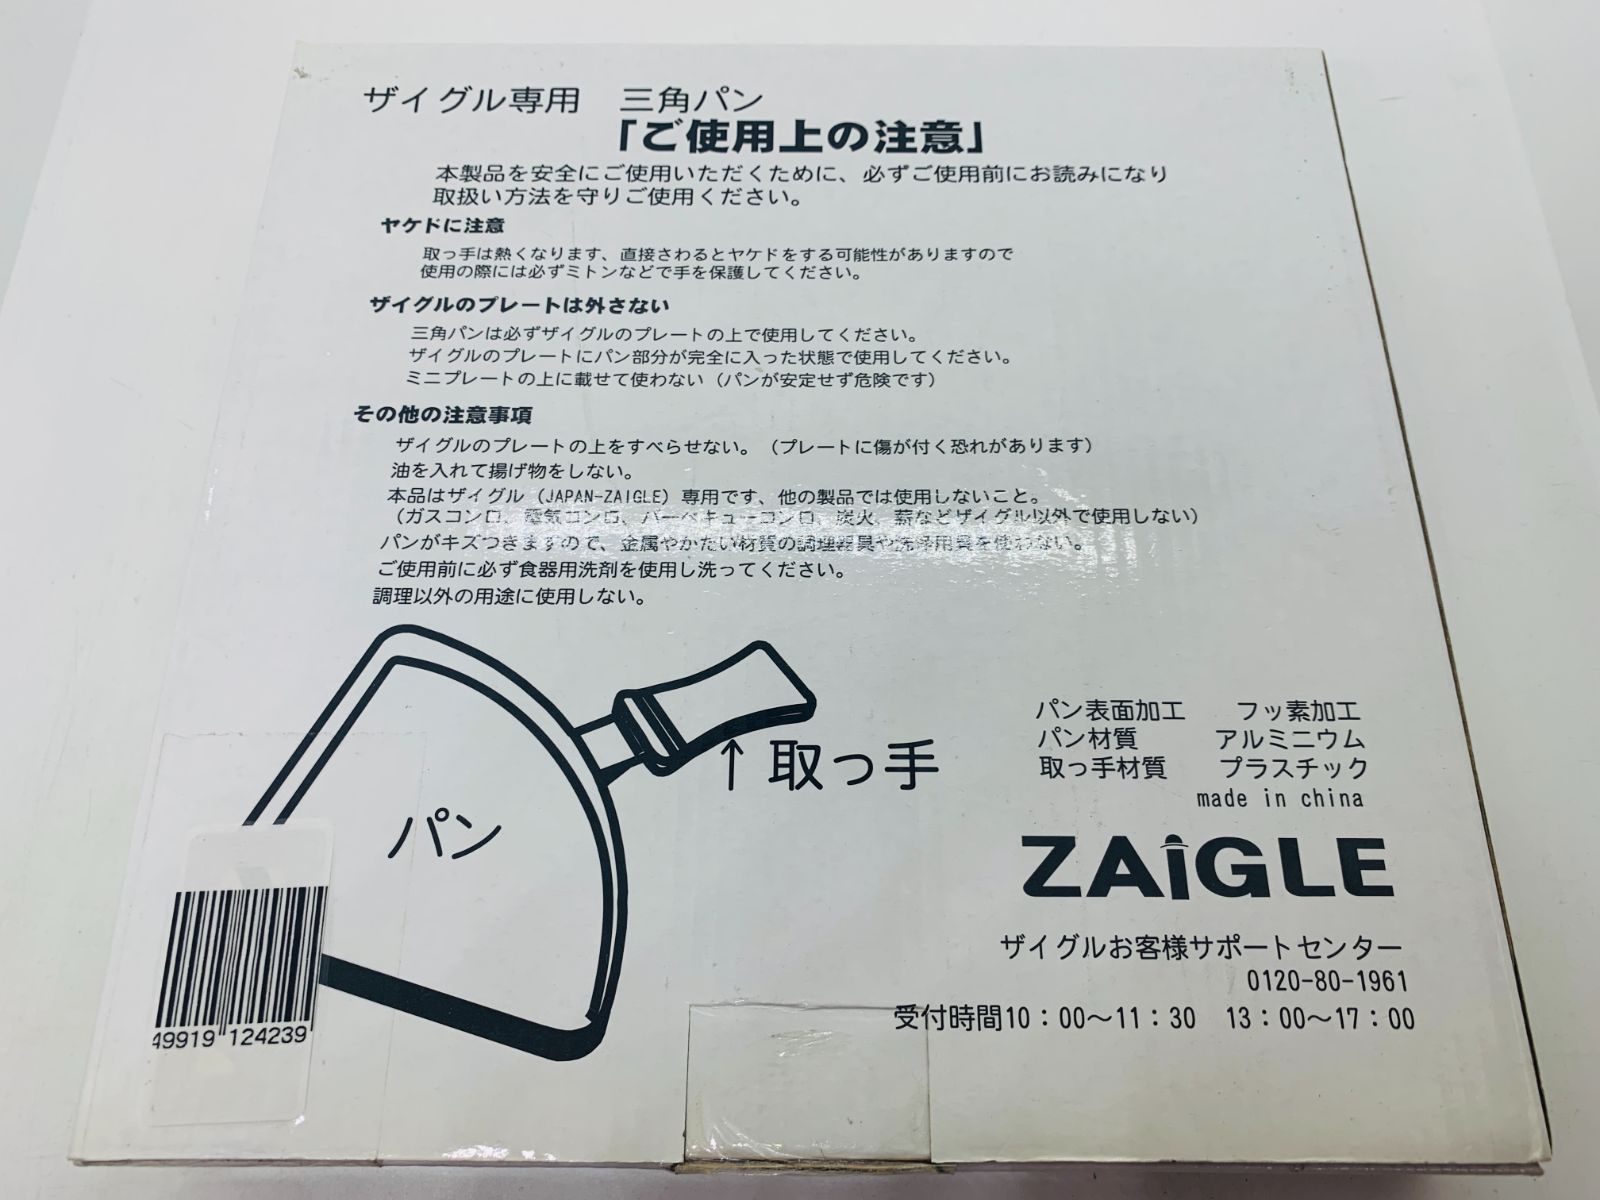 ザイグル専用　三角パン
「ご使用上の注意」
本製品を安全にご使用いただくために、必ずご使用前にお読みになり
取扱い方法を守りご使用ください。
ヤケドに注意
取っ手は熱くなります、直接さわるとヤケドをする可能性がありますので
使用の際には必ずミトンなどで手を保護してください。
ザイグルのプレートは外さない
三角パンは必ずザイグルのプレートの上で使用してください。
ザイグルのプレートにパン部分が完全に入った状態で使用してください。
ミニプレートの上に載せて使わない（パンが安定せず危険です）
その他の注意事項
ザイグルのプレートの上をすべらせない。（プレートに傷が付く恐れがあります）
油を入れて揚げ物をしない。
本品はザイグル（JAPAN-ZAIGLE）専用です、他の製品では使用しないこと。
（ガスコンロ、電気コンロ、バーベキューコンロ、炭火、薪などザイグル以外で使用しない）
パンがキズつきますので、金属やかたい材質の調理器具や洗浄用具を使わない。
ご使用前に必ず食器用洗剤を使用し洗ってください。
調理以外の用途に使用しない。
↑取っ手
パン
パン表面加工　フッ素加工
パン材質　アルミニウム
取っ手材質　プラスチック
made in china
ZAiGLE
ザイグルお客様サポートセンター
0120-80-1961
受付時間10：00〜11：30　13：00〜17：00
49919 124239